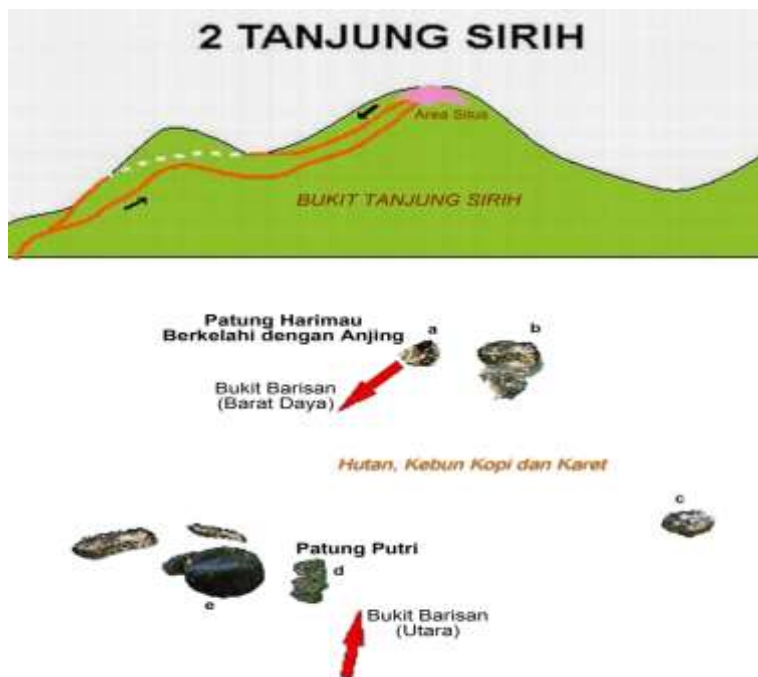 2 TANJUNG SIRIH
Area Situs
BUKIT TANJUNG SIRIH
Patung Harimau
Berkelahi dengan Anjing
a
b
Bukit Barisan
(Barat Daya)
Hutan, Kebun Kopi dan Karet
c
Patung Putri
d
e
Bukit Barisan
(Utara)